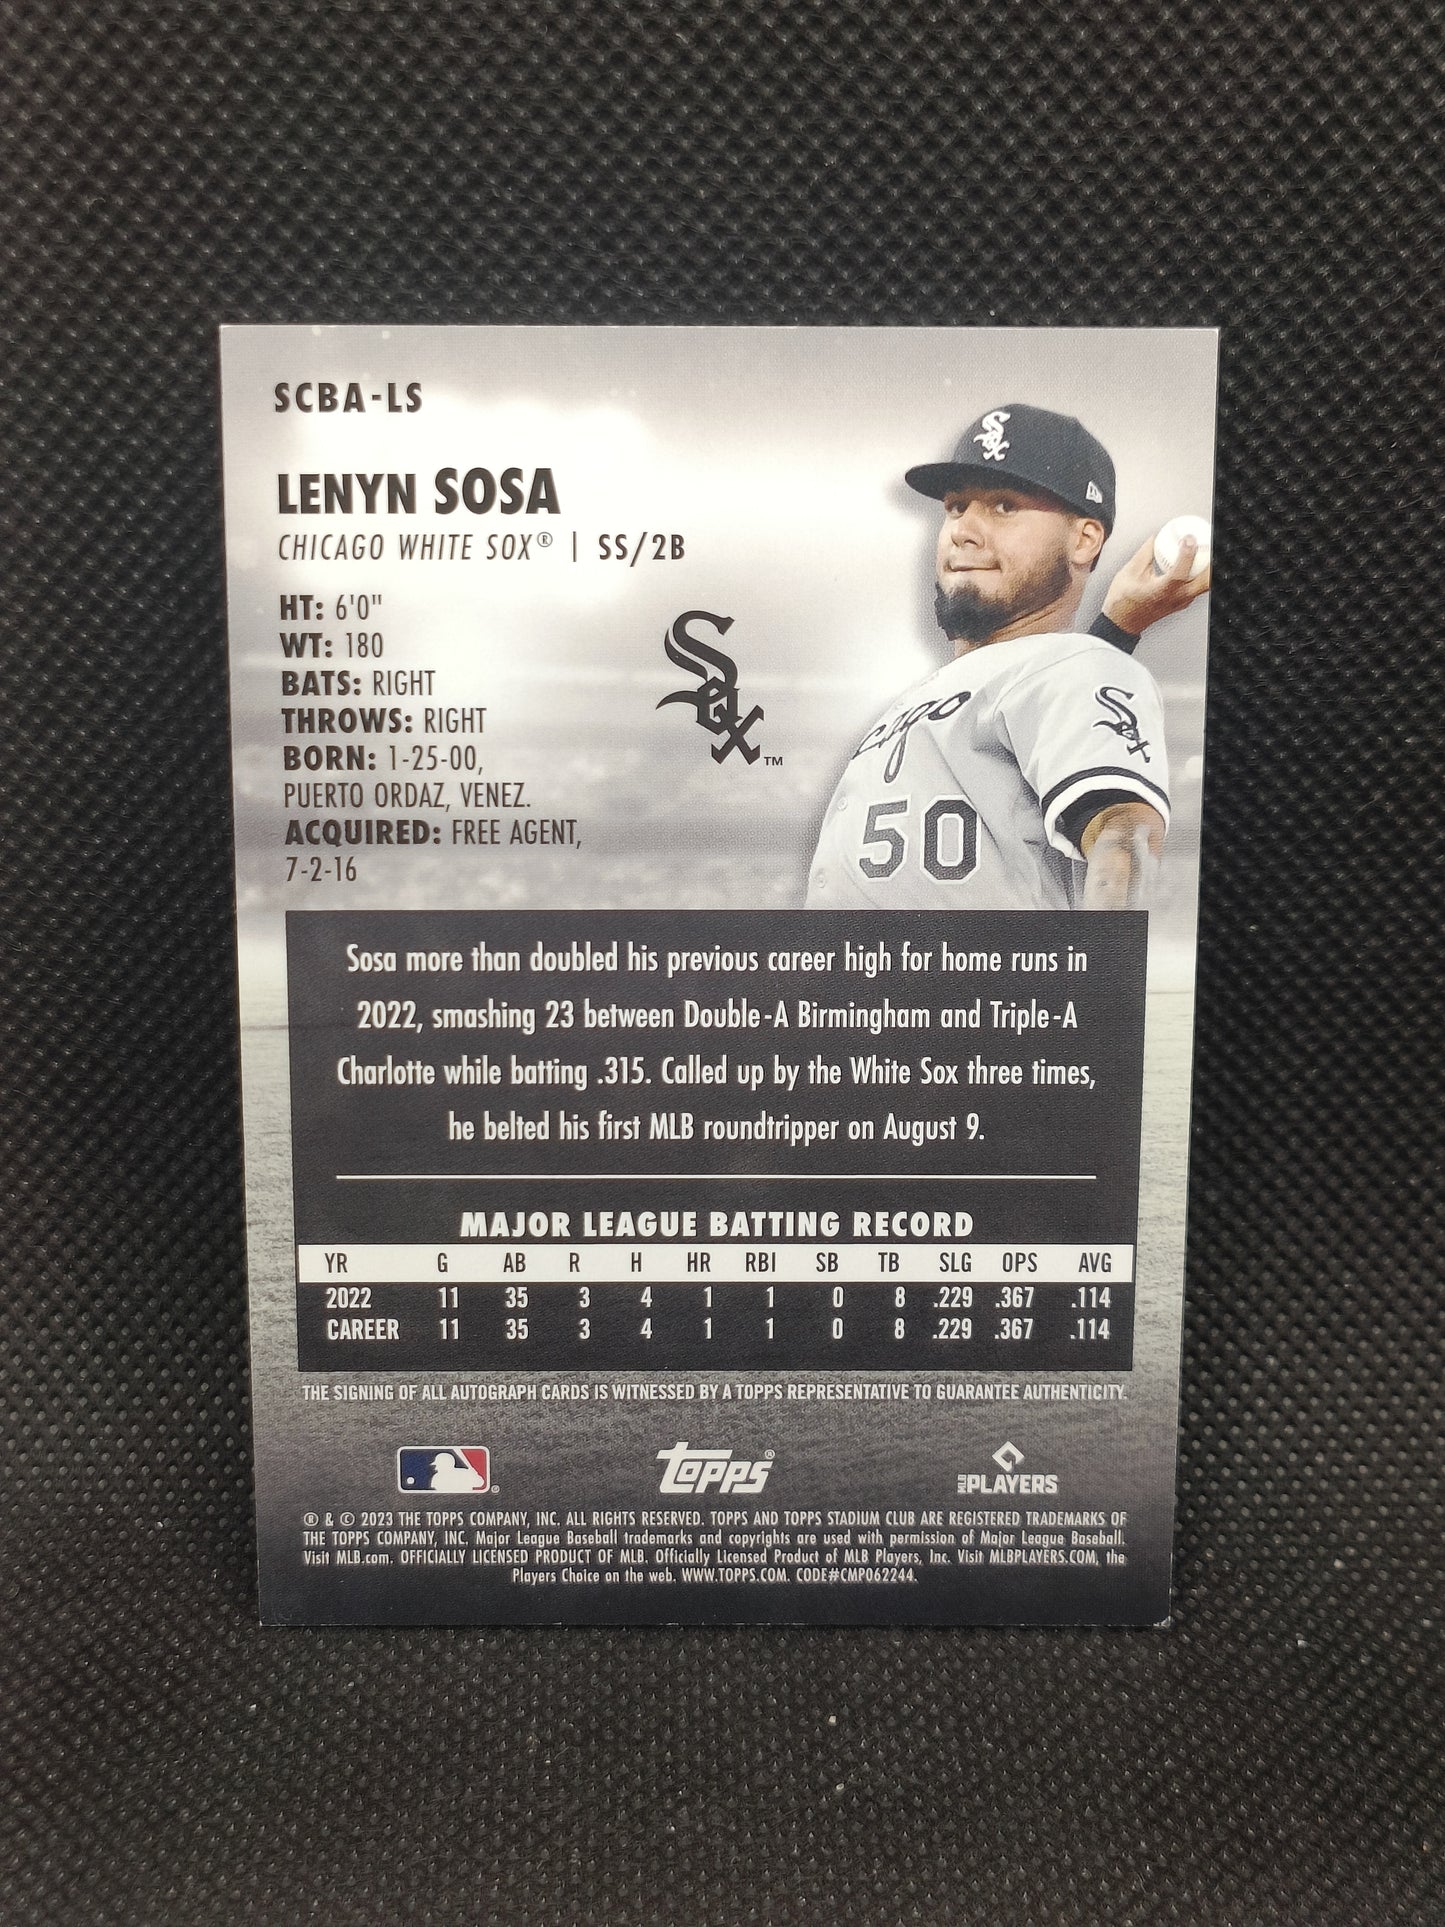 SCBA-LS
LENYN SOSA
CHICAGO WHITE SOX® | SS/2B
HT: 6'0"
WT: 180
BATS: RIGHT
THROWS: RIGHT
BORN: 1-25-00,
PUERTO ORDAZ, VENEZ.
ACQUIRED: FREE AGENT,
7-2-16
Sox
Sox TM
cago
Sox
50
Sosa more than doubled his previous career high for home runs in
2022, smashing 23 between Double-A Birmingham and Triple-A
Charlotte while batting .315. Called up by the White Sox three times,
he belted his first MLB roundtripper on August 9.
MAJOR LEAGUE BATTING RECORD
YR G AB R H HR RBI SB TB SLG OPS AVG
2022 11 35 3 4 1 1 0 8 .229 .367 .114
CAREER 11 35 3 4 1 1 0 8 .229 .367 .114
THE SIGNING OF ALL AUTOGRAPH CARDS IS WITNESSED BY A TOPPS REPRESENTATIVE TO GUARANTEE AUTHENTICITY.
® topps® MLB PLAYERS
® & © 2023 THE TOPPS COMPANY, INC. ALL RIGHTS RESERVED. TOPPS AND TOPPS STADIUM CLUB ARE REGISTERED TRADEMARKS OF
THE TOPPS COMPANY, INC. Major League Baseball trademarks and copyrights are used with permission of Major League Baseball.
Visit MLB.com. OFFICIALLY LICENSED PRODUCT OF MLB. Officially Licensed Product of MLB Players, Inc. Visit MLBPLAYERS.COM, the
Players Choice on the web. WWW.TOPPS.COM. CODE#CMP062244.